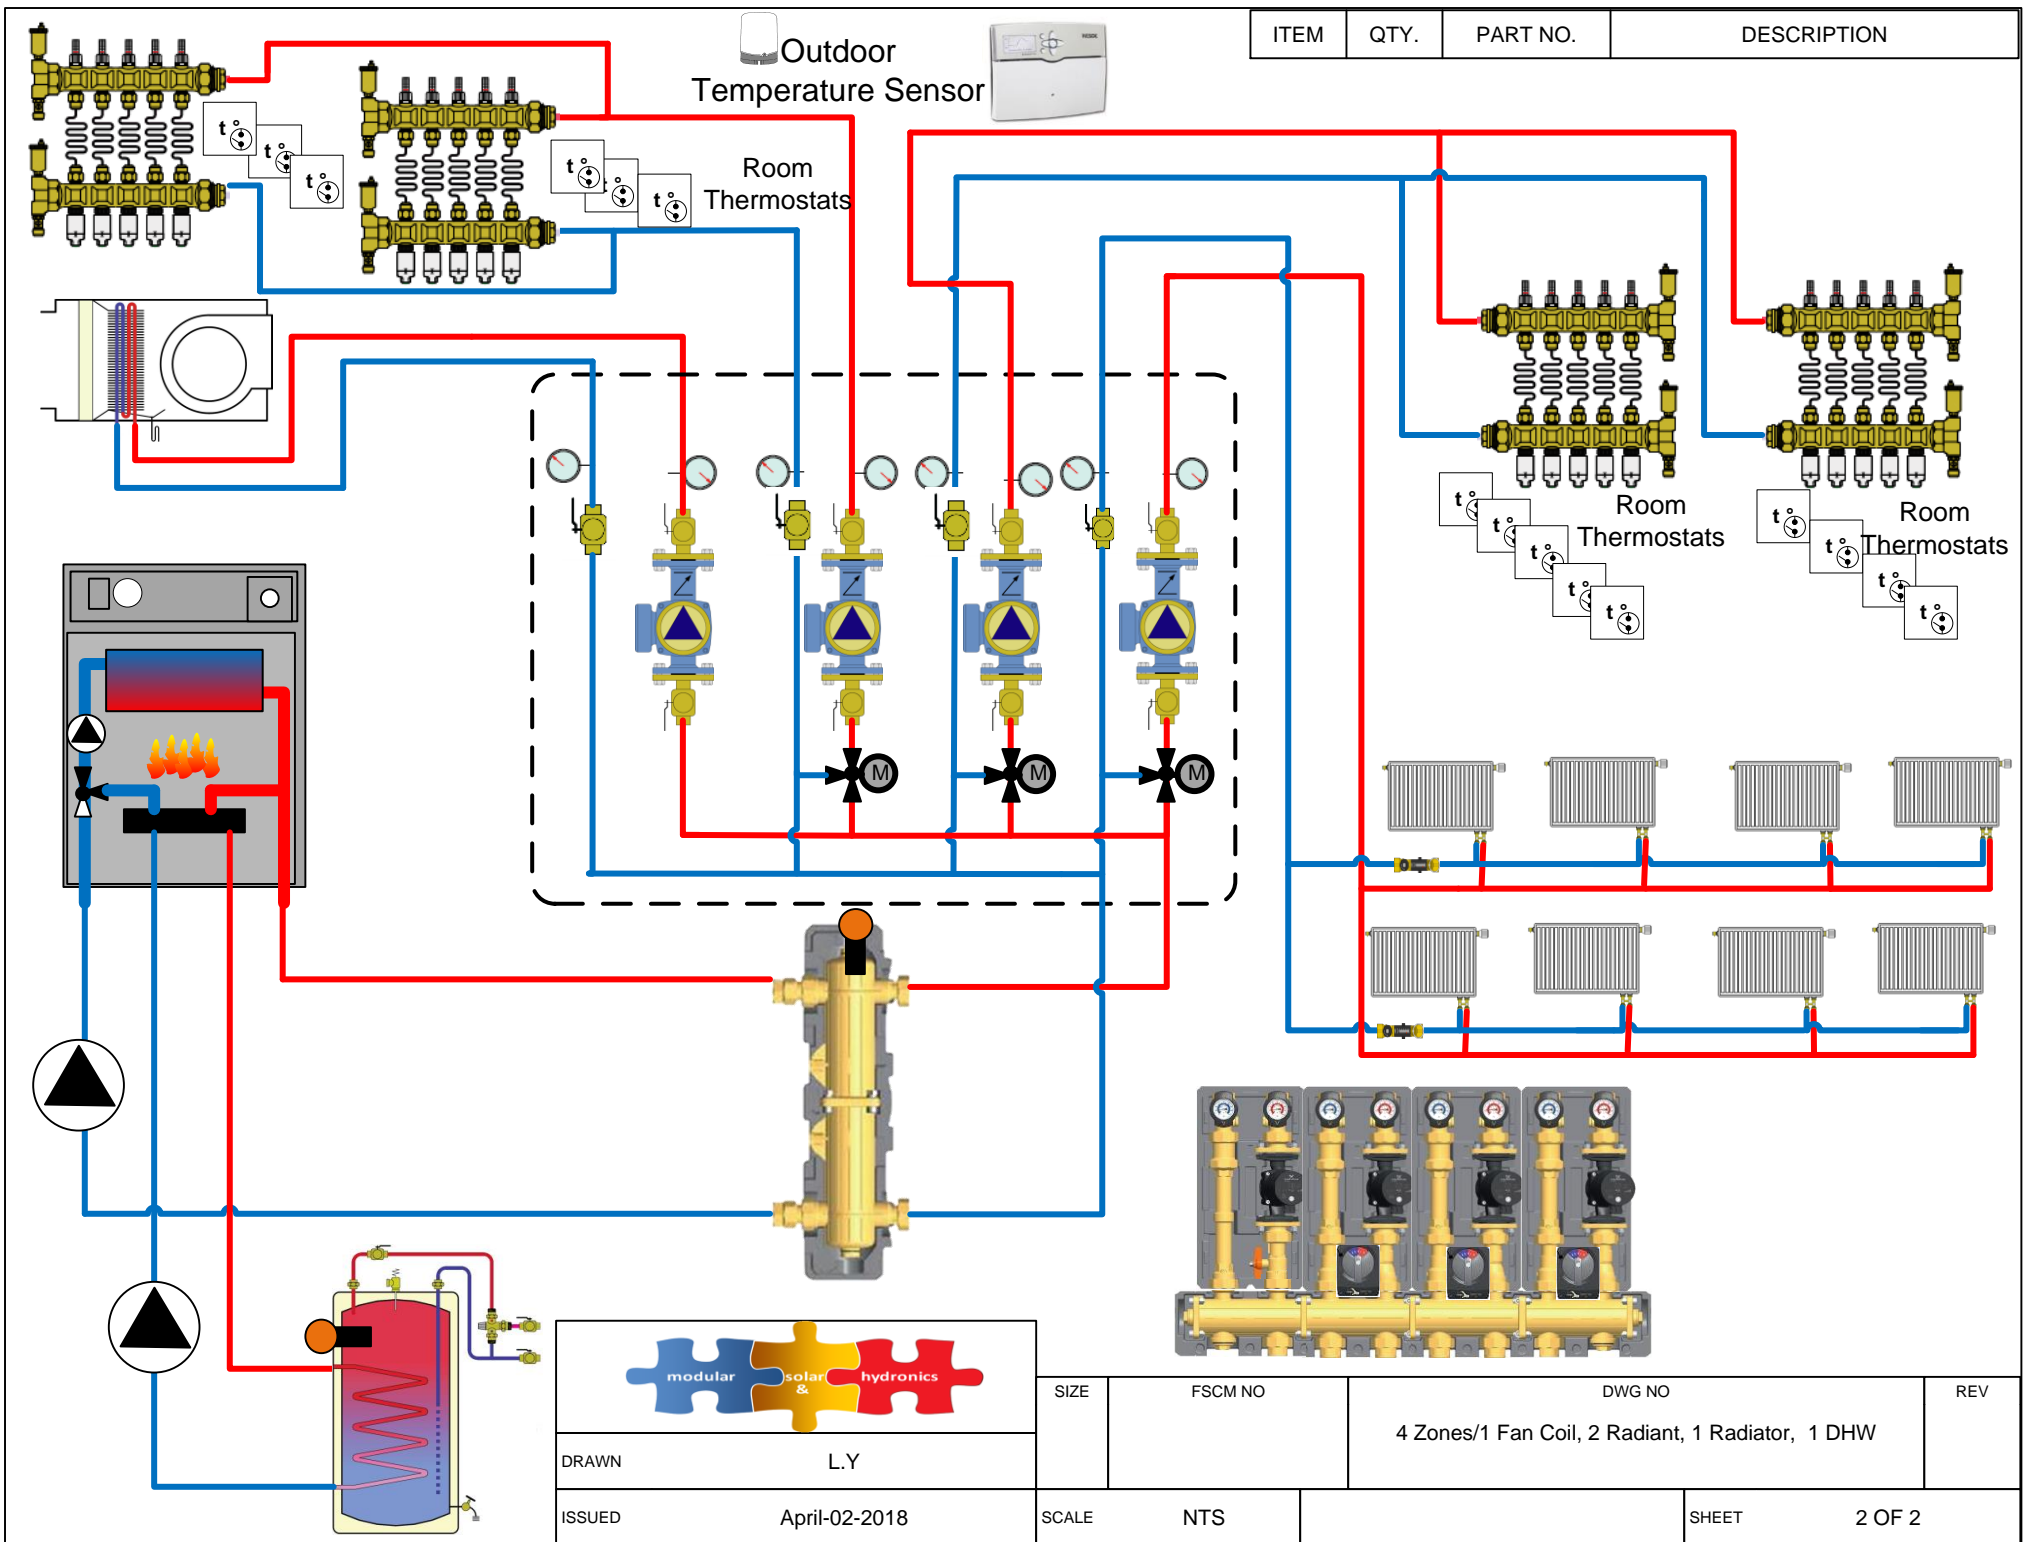 Outdoor
Temperature Sensor
ITEM QTY. PART NO. DESCRIPTION
t°
t°
t°
t°
t°
t°
Room
Thermostats
t°
t°
t°
t°
t°
Room
Thermostats
t°
t°
t°
t°
Room
Thermostats
M
M
M
modular solar & hydronics
SIZE
FSCM NO
DWG NO
REV
4 Zones/1 Fan Coil, 2 Radiant, 1 Radiator, 1 DHW
DRAWN L.Y
ISSUED April-02-2018
SCALE NTS
SHEET 2 OF 2